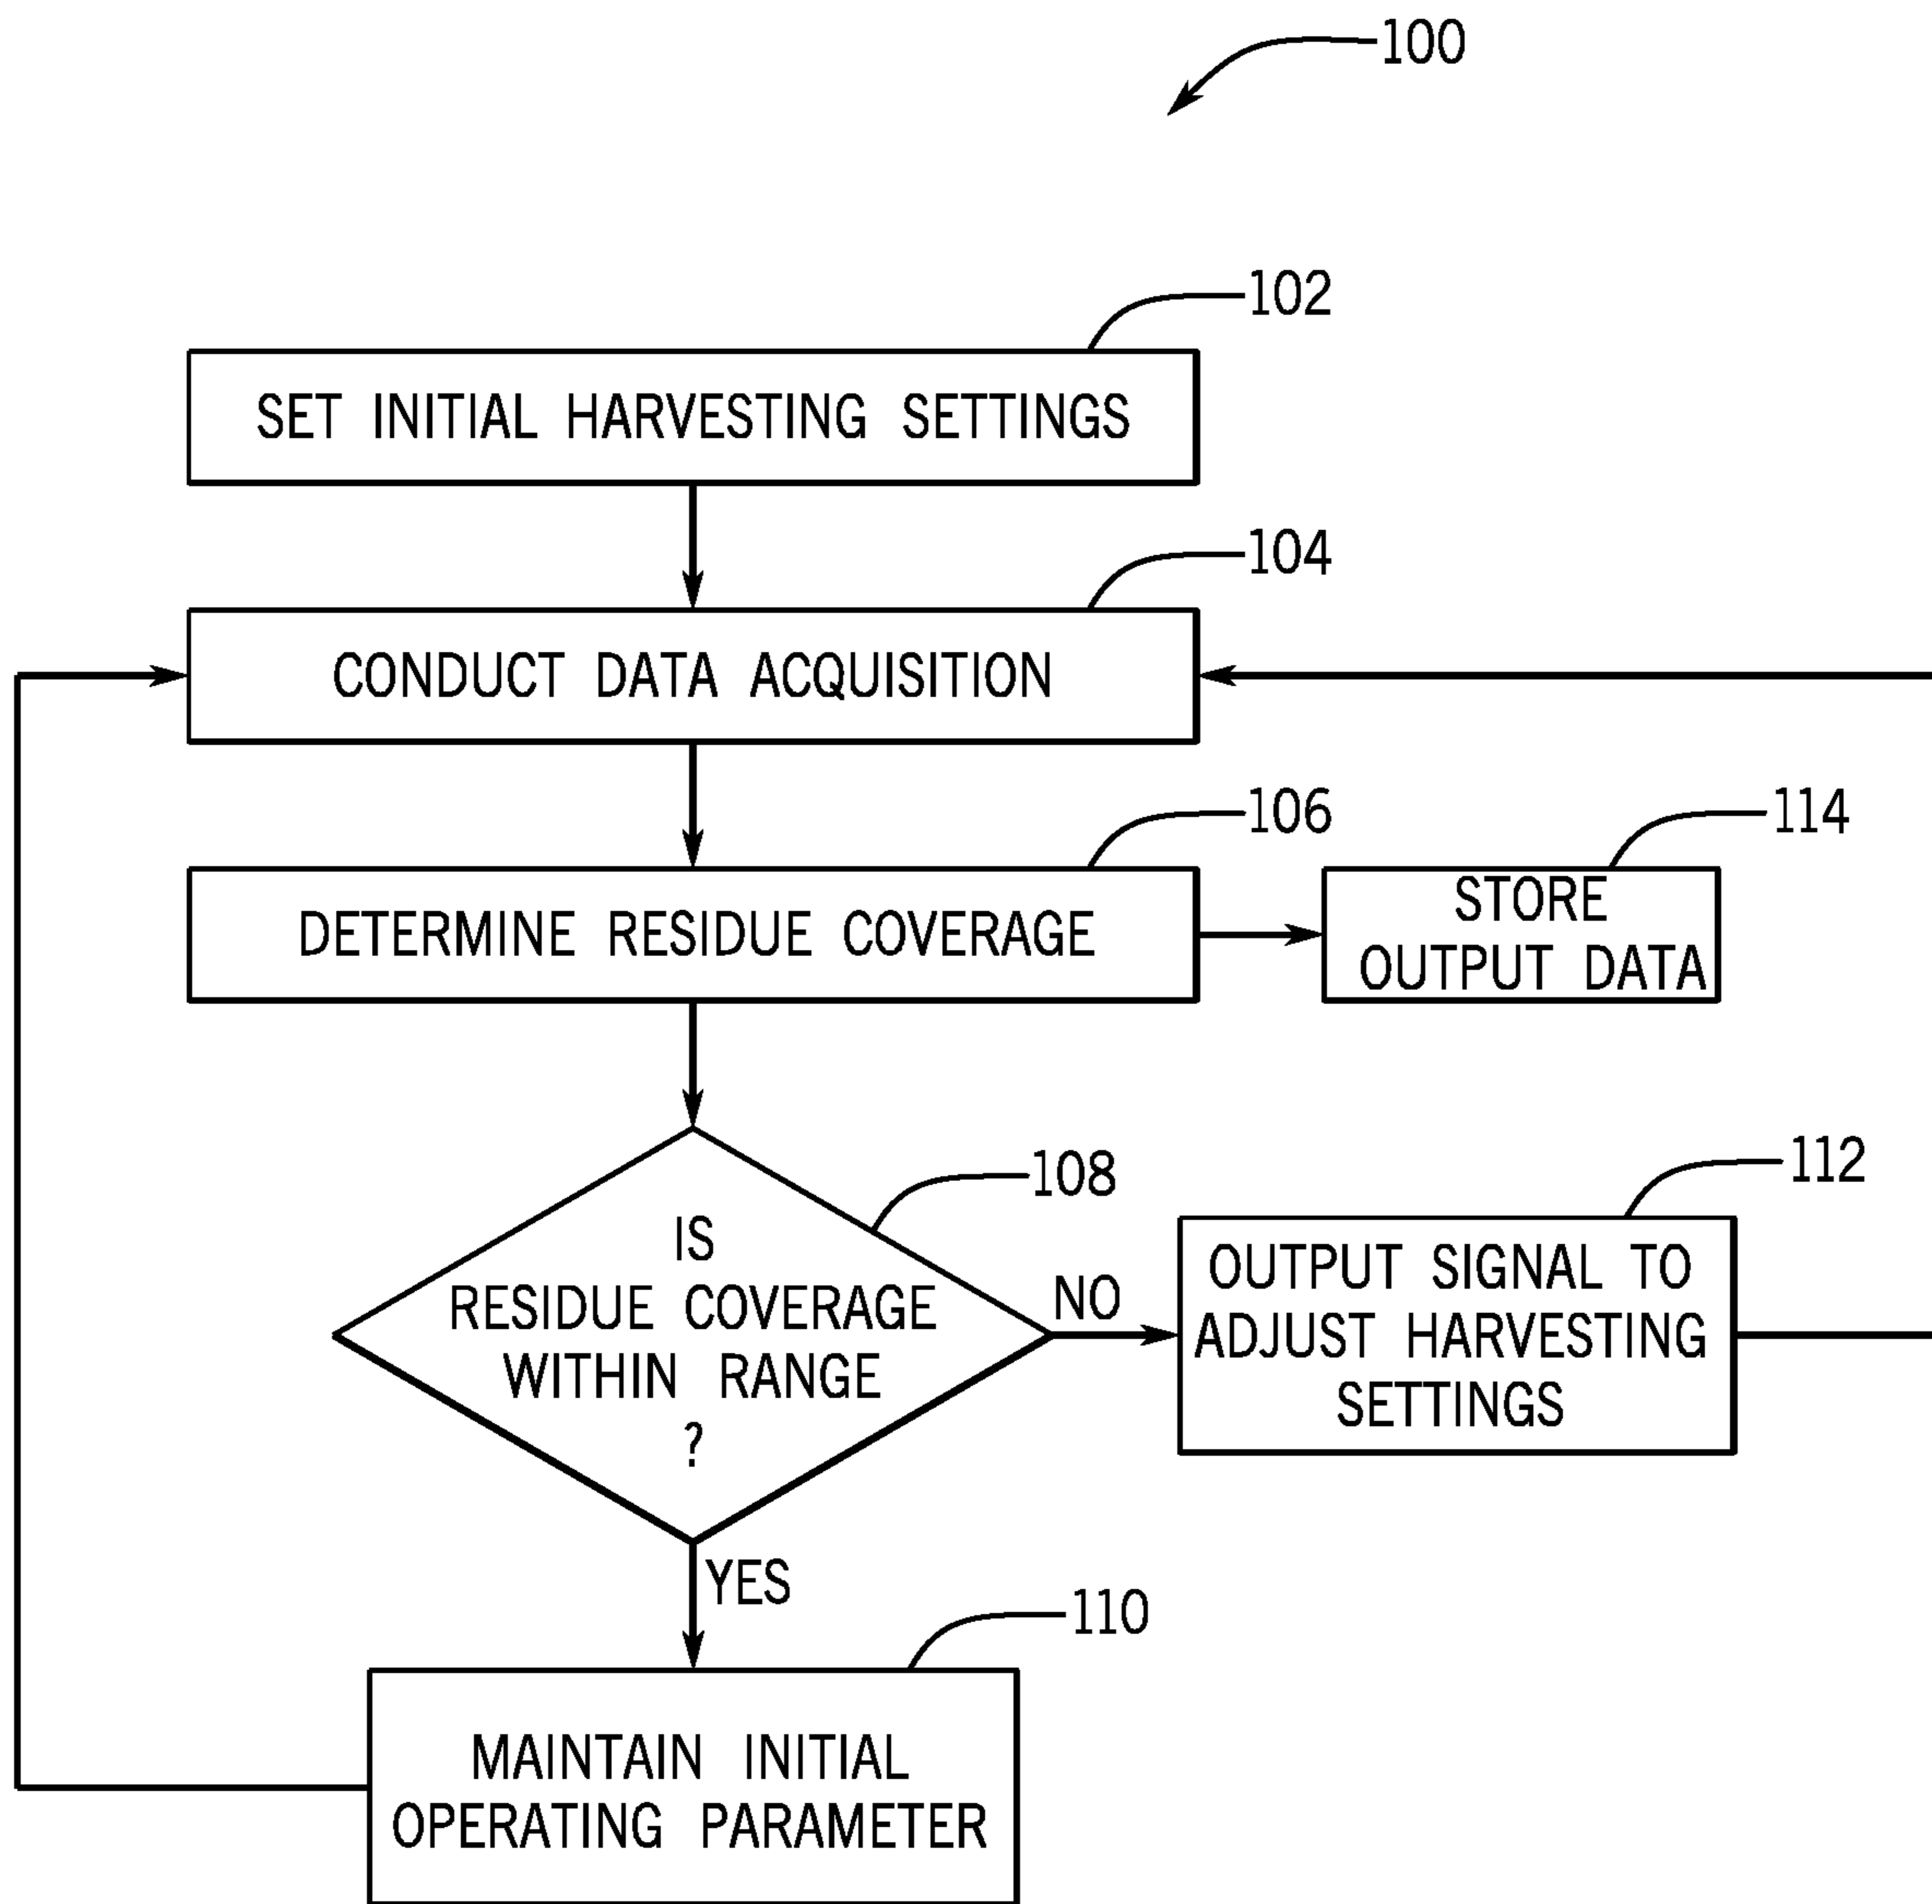 100
102
SET INITIAL HARVESTING SETTINGS
104
CONDUCT DATA ACQUISITION
106
DETERMINE RESIDUE COVERAGE
114
STORE
OUTPUT DATA
108
IS
RESIDUE COVERAGE
WITHIN RANGE
?
NO
112
OUTPUT SIGNAL TO
ADJUST HARVESTING
SETTINGS
YES
110
MAINTAIN INITIAL
OPERATING PARAMETER